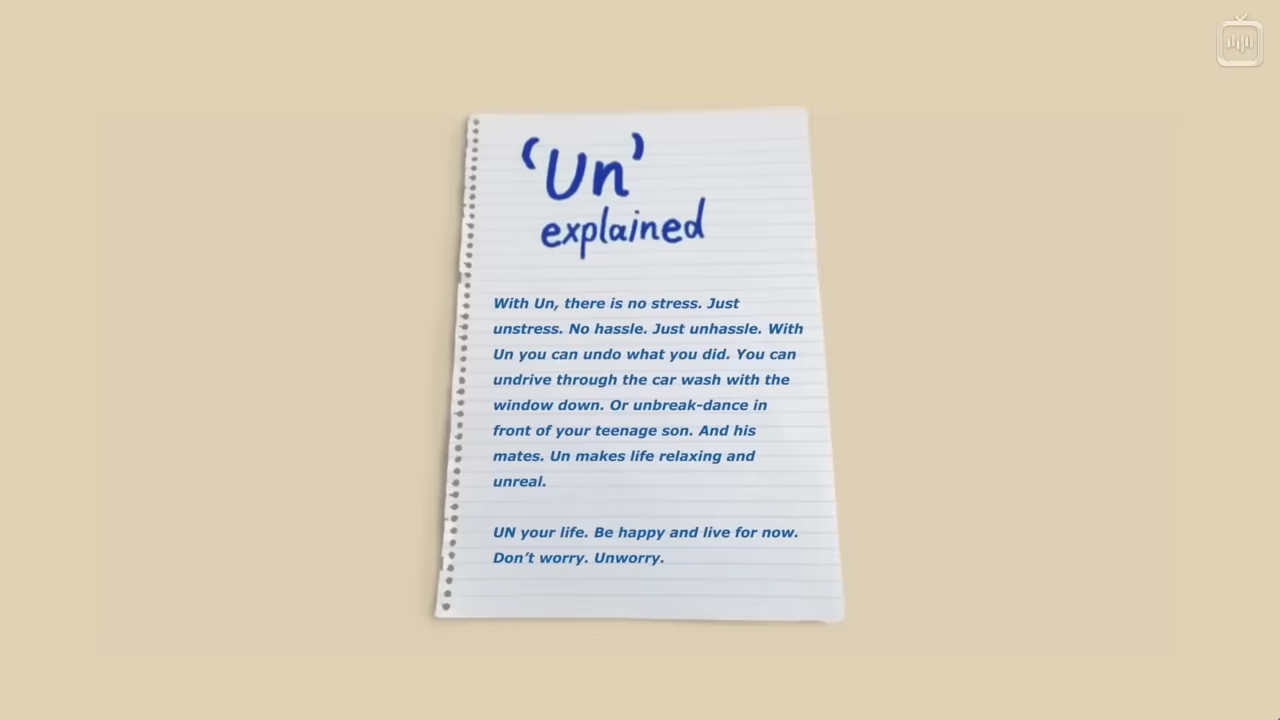 ‘Un’
explained
With Un, there is no stress. Just
unstress. No hassle. Just unhassle. With
Un you can undo what you did. You can
undrive through the car wash with the
window down. Or unbreak-dance in
front of your teenage son. And his
mates. Un makes life relaxing and
unreal.
UN your life. Be happy and live for now.
Don’t worry. Unworry.